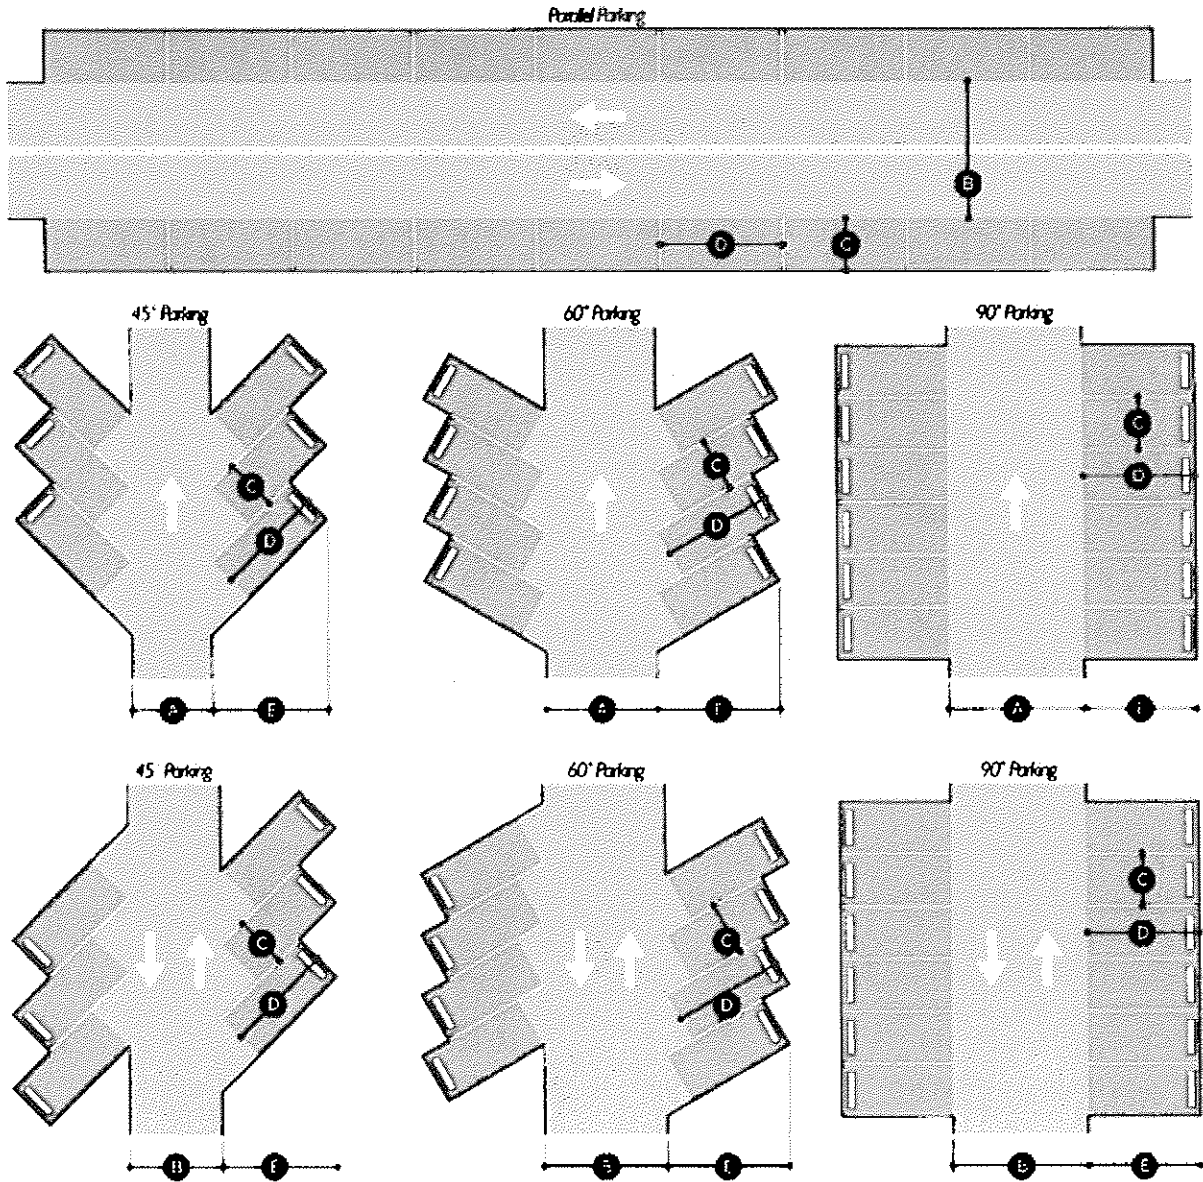 Parallel Parking
B
D C
45° Parking 60° Parking 90° Parking
C C C
D D D
A E A E A E
45° Parking 60° Parking 90° Parking
C C C
D D D
B E B E B E